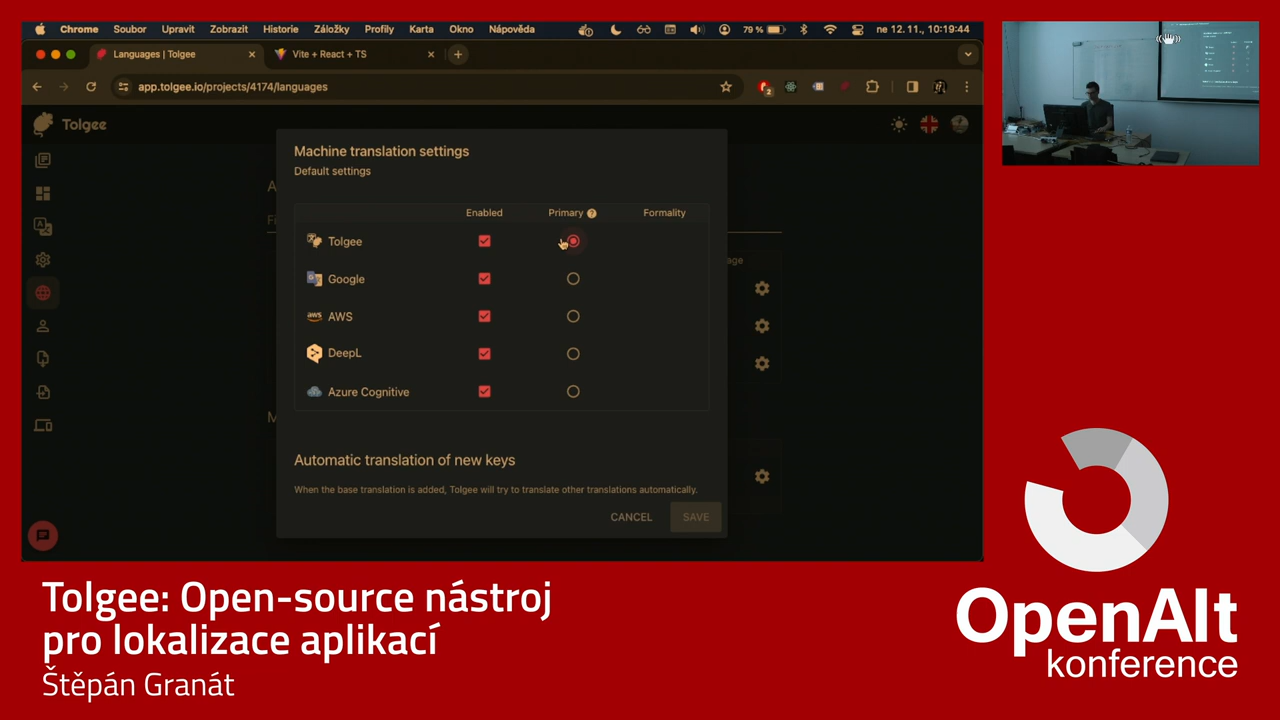 Chrome Soubor Upravit Zobrazit Historie Záložky Profily Karta Okno Nápověda 79 % ne 12. 11., 10:19:44
Languages | Tolgee Vite + React + TS
app.tolgee.io/projects/4174/languages 2
Tolgee
Machine translation settings
Default settings
Enabled Primary ? Formality
Tolgee
Google
aws AWS
DeepL
Azure Cognitive
Automatic translation of new keys
When the base translation is added, Tolgee will try to translate other translations automatically.
CANCEL SAVE
Tolgee: Open-source nástroj
pro lokalizace aplikací
Štěpán Granát
OpenAlt
konference